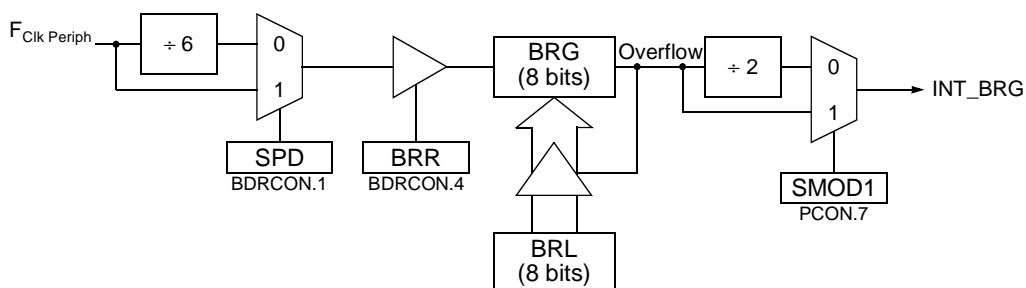 F Clk Periph
÷ 6
0
1
SPD
BDRCON.1
BRR
BDRCON.4
BRG
(8 bits)
Overflow
BRL
(8 bits)
÷ 2
0
1
SMOD1
PCON.7
INT_BRG